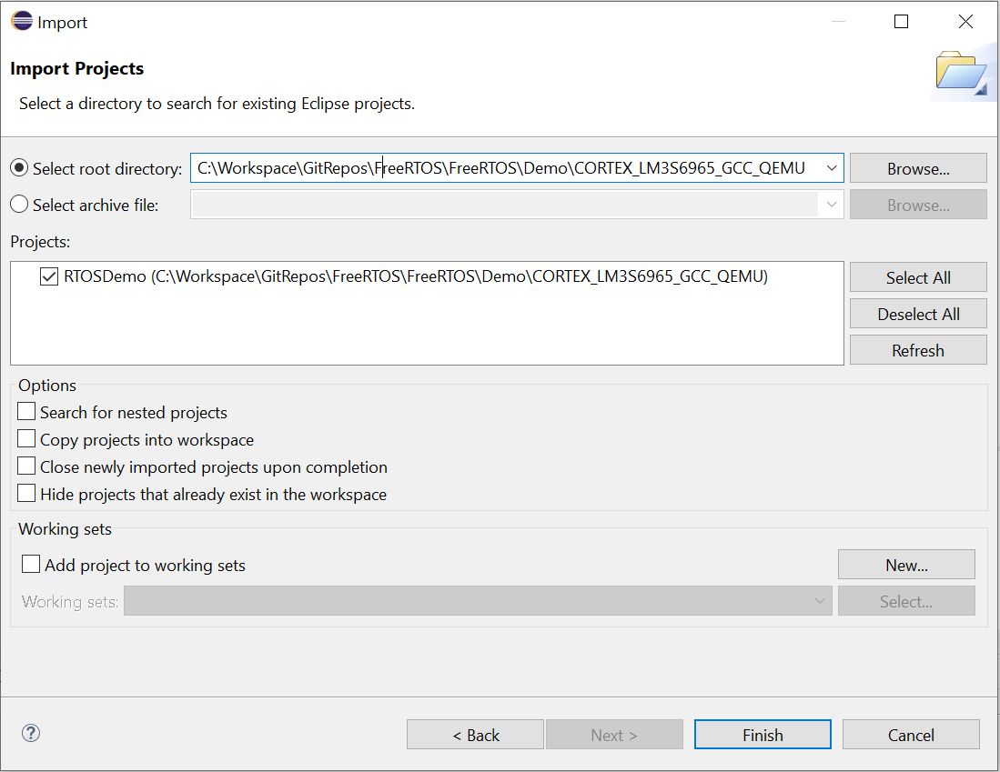 Import
Import Projects
Select a directory to search for existing Eclipse projects.
Select root directory: C:\Workspace\GitRepos\FreeRTOS\FreeRTOS\Demo\CORTEX_LM3S6965_GCC_QEMU Browse...
Select archive file: Browse...
Projects:
RTOSDemo (C:\Workspace\GitRepos\FreeRTOS\FreeRTOS\Demo\CORTEX_LM3S6965_GCC_QEMU) Select All
Deselect All
Refresh
Options
Search for nested projects
Copy projects into workspace
Close newly imported projects upon completion
Hide projects that already exist in the workspace
Working sets
Add project to working sets New...
Working sets: Select...
? < Back Next > Finish Cancel